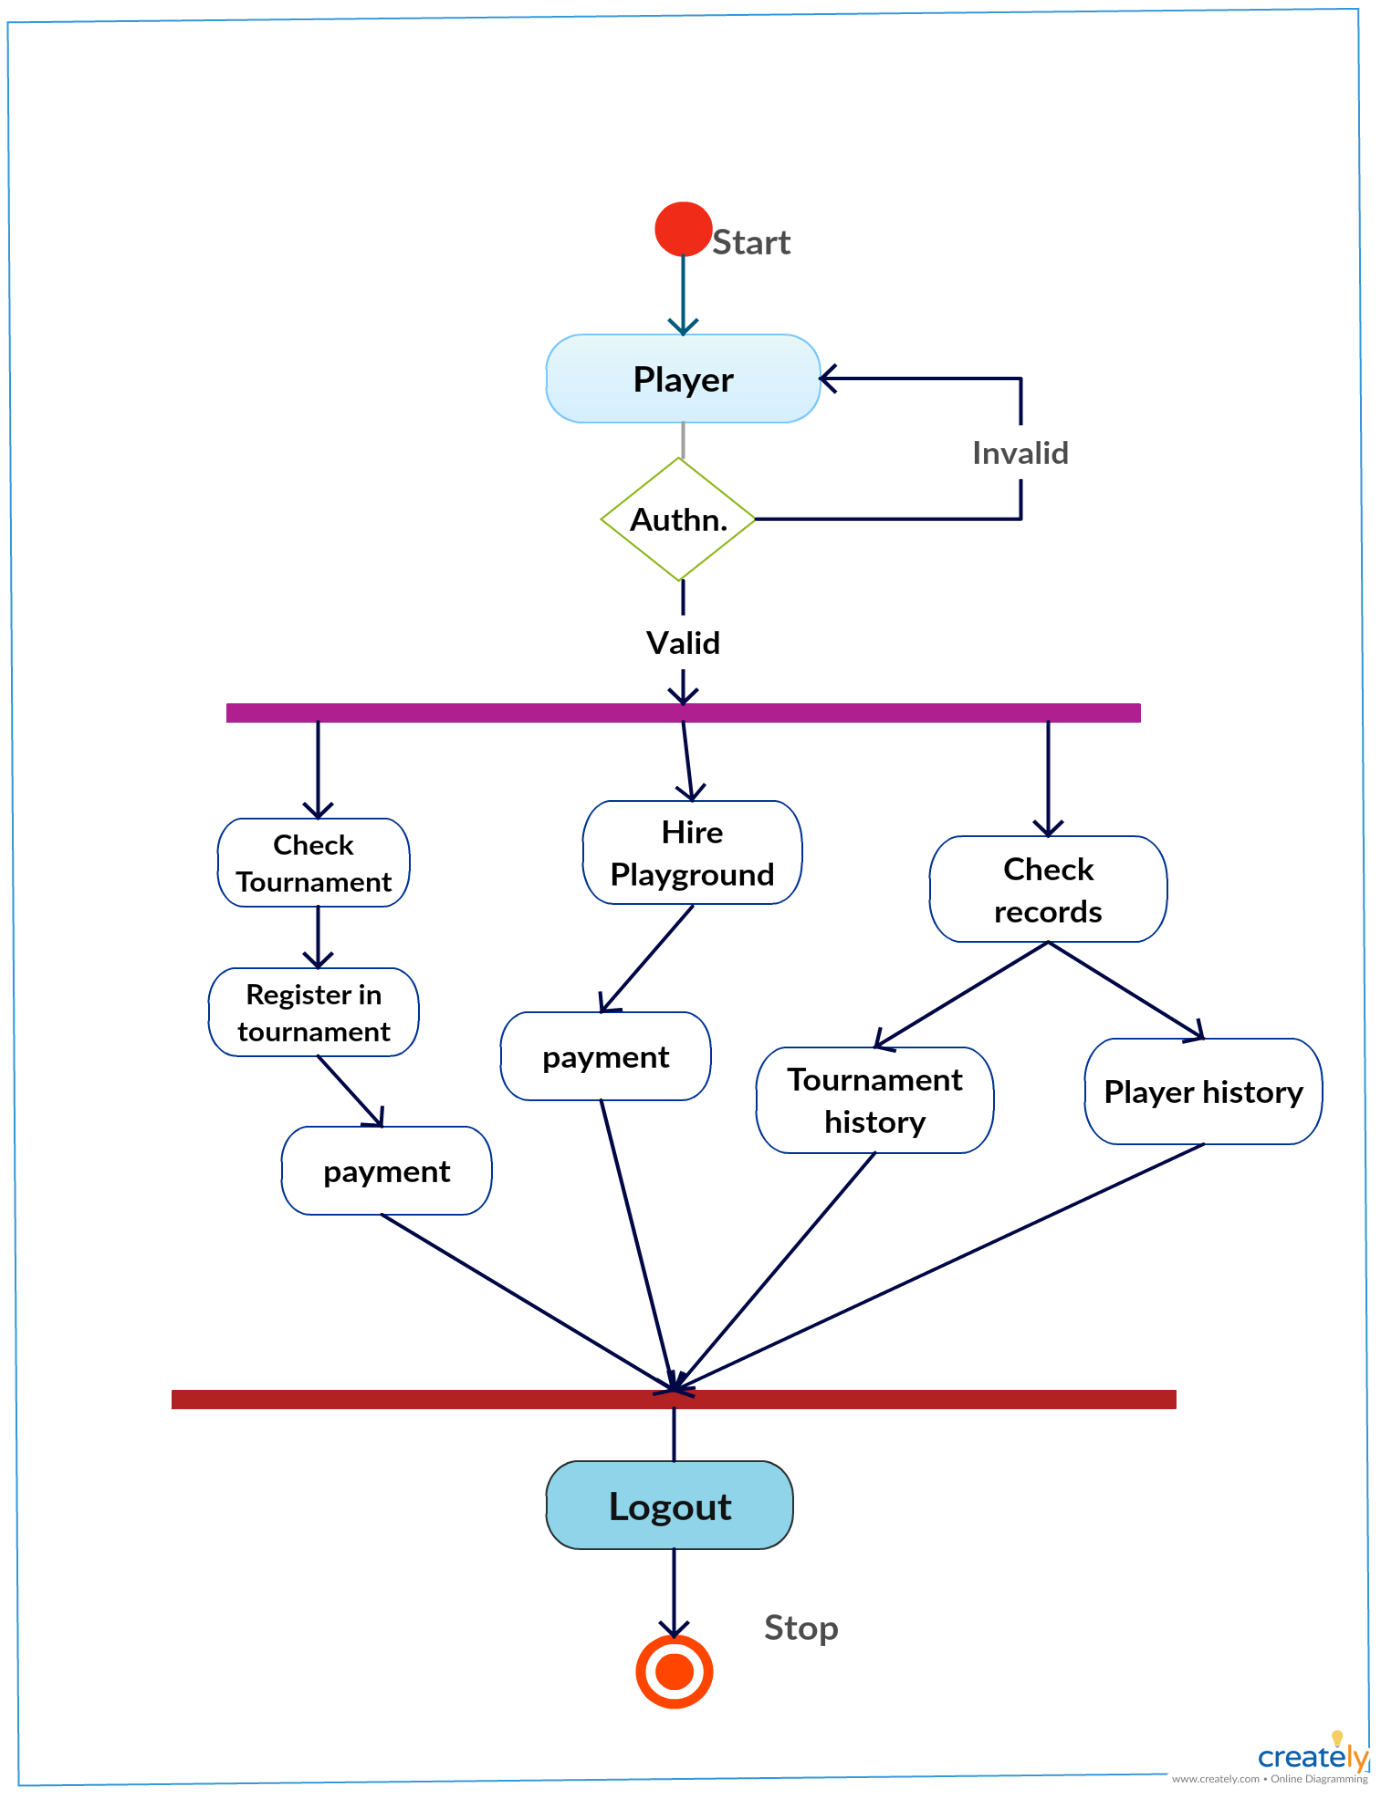 Start
Player
Invalid
Authn.
Valid
Check
Tournament
Hire
Playground
Check
records
Register in
tournament
payment
Tournament
history
Player history
payment
Logout
Stop
creately
www.creately.com • Online Diagramming